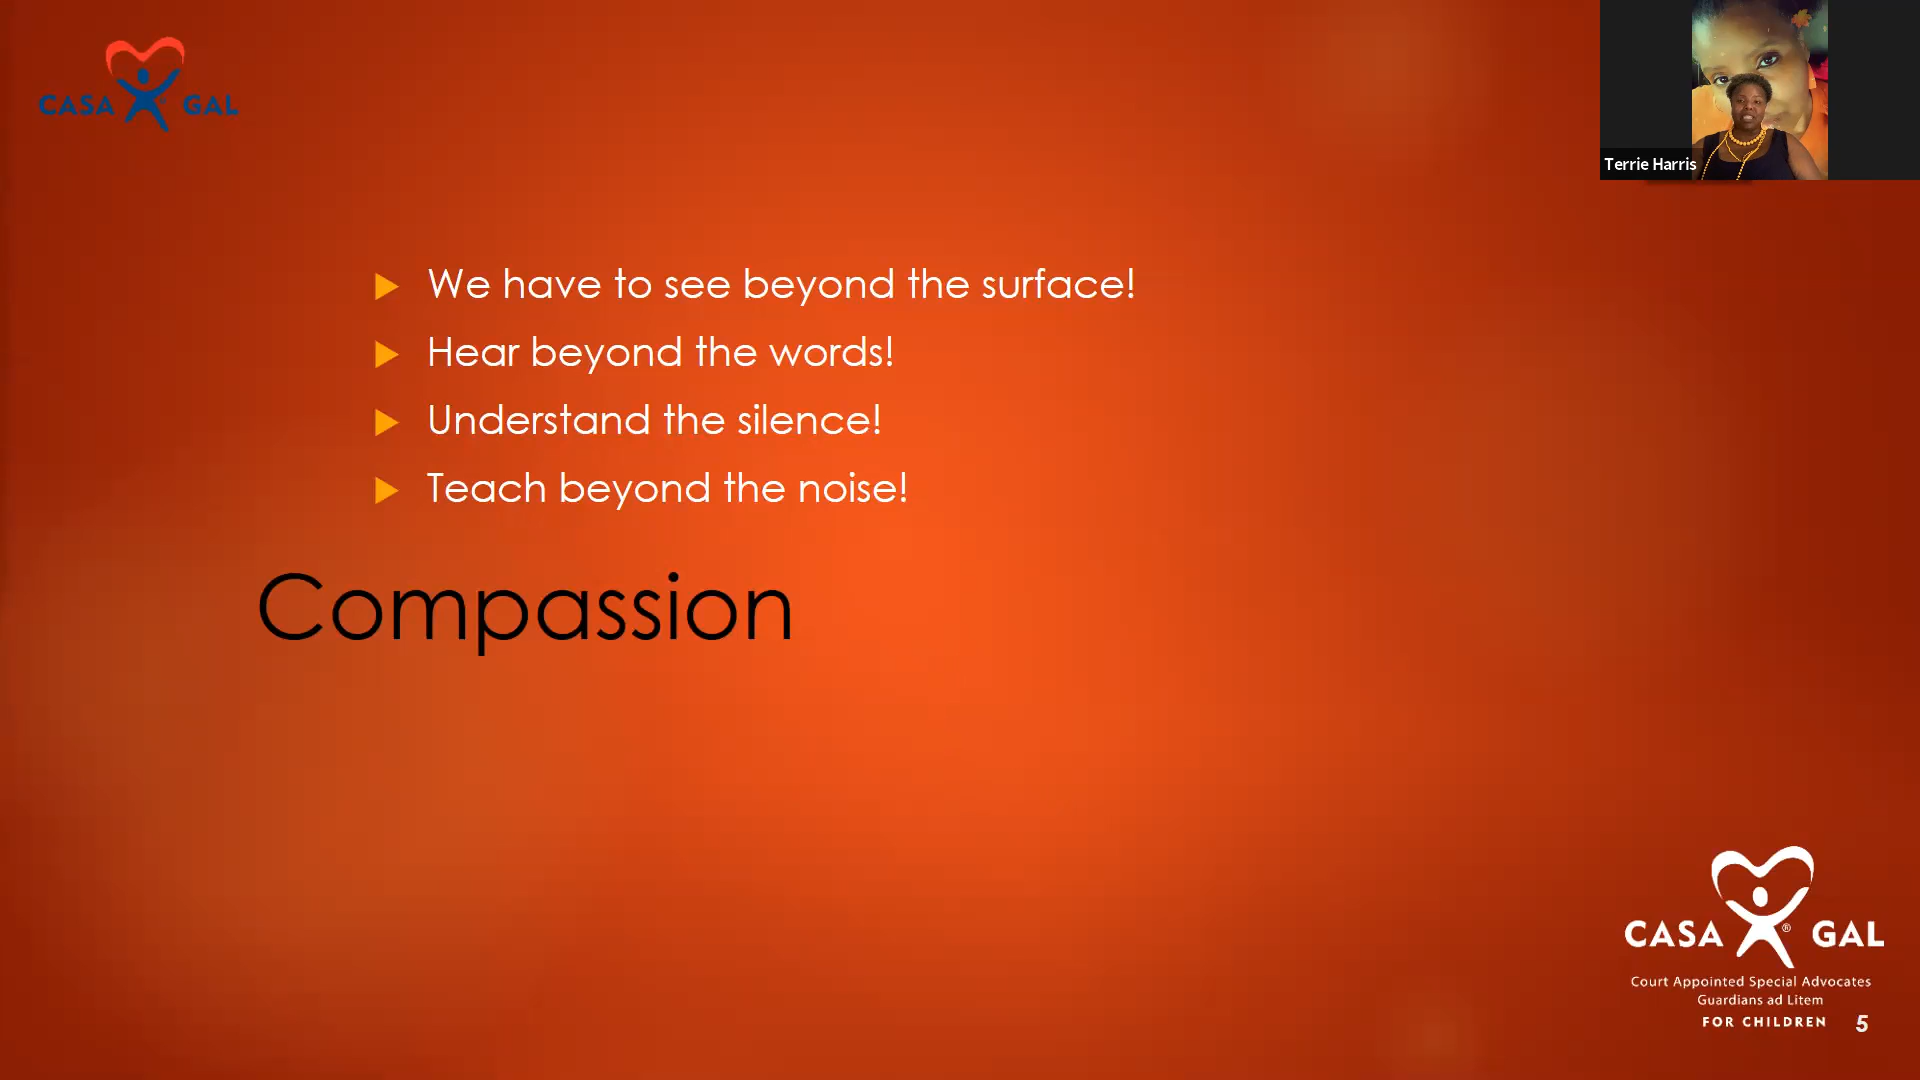 CASA GAL
Terrie Harris
We have to see beyond the surface!
Hear beyond the words!
Understand the silence!
Teach beyond the noise!
Compassion
CASA ® GAL
Court Appointed Special Advocates
Guardians ad Litem
FOR CHILDREN
5